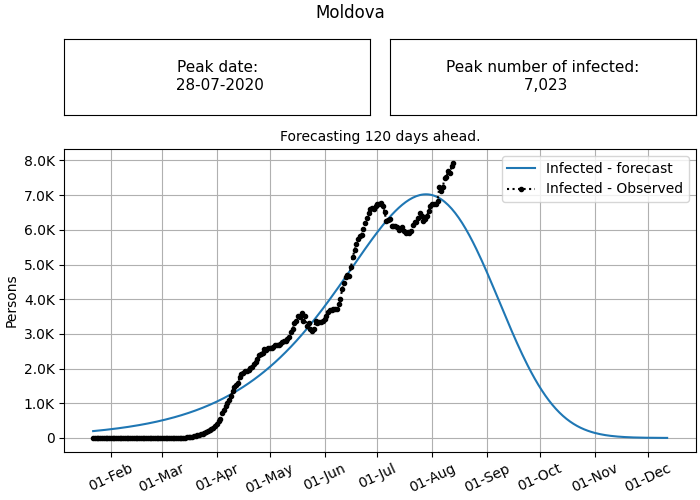 Moldova
Peak date:
28-07-2020
Peak number of infected:
7,023
Forecasting 120 days ahead.
Infected - forecast
Infected - Observed
Persons
8.0K
7.0K
6.0K
5.0K
4.0K
3.0K
2.0K
1.0K
0
01-Feb
01-Mar
01-Apr
01-May
01-Jun
01-Jul
01-Aug
01-Sep
01-Oct
01-Nov
01-Dec